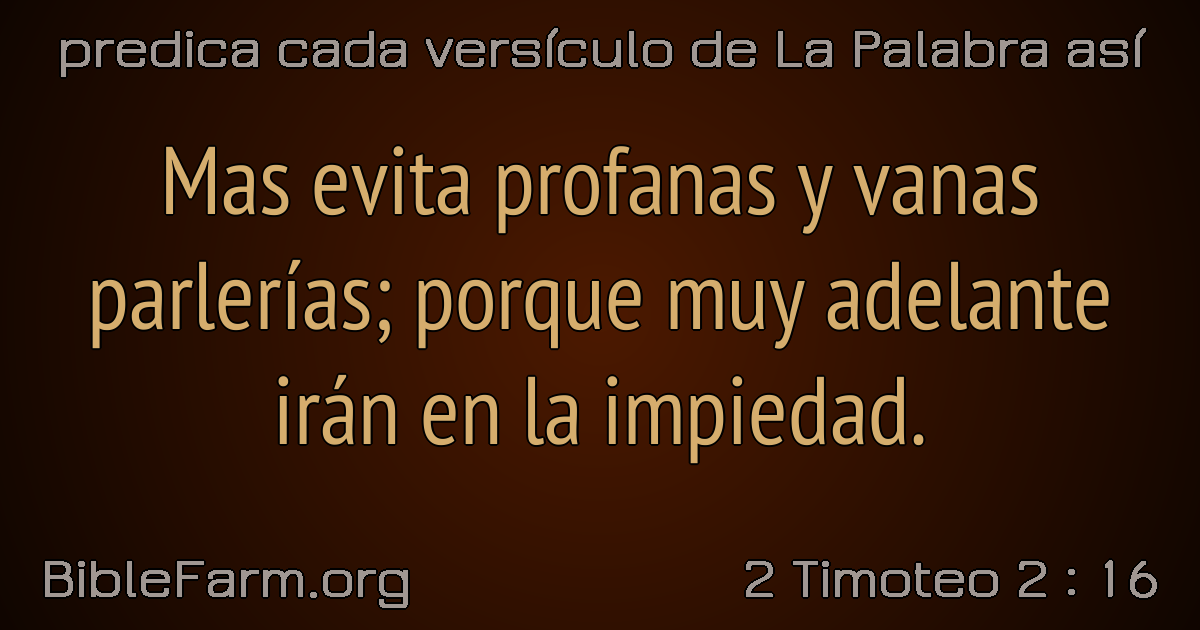 predica cada versículo de La Palabra así
Mas evita profanas y vanas
parlerías; porque muy adelante
irán en la impiedad.
BibleFarm.org
2 Timoteo 2 : 16